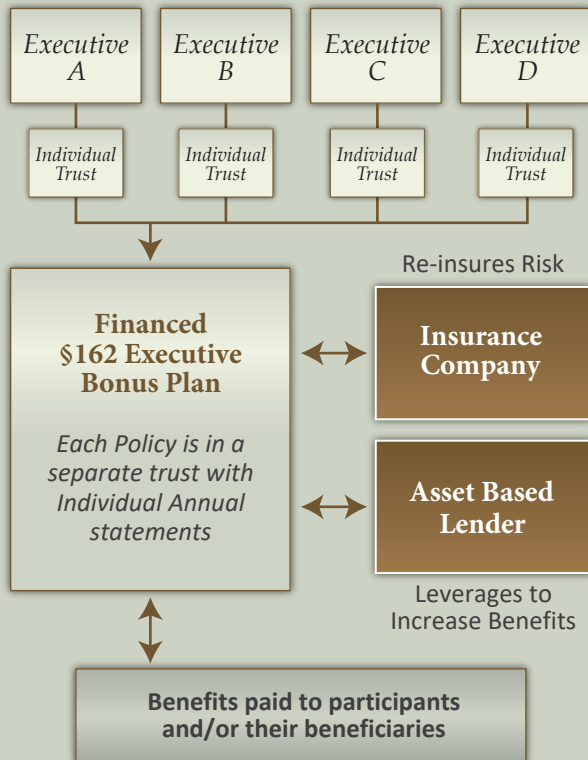 Executive
A
Executive
B
Executive
C
Executive
D
Individual
Trust
Individual
Trust
Individual
Trust
Individual
Trust
Re-insures Risk
Financed
§162 Executive
Bonus Plan
Each Policy is in a
separate trust with
Individual Annual
statements
Insurance
Company
Asset Based
Lender
Leverages to
Increase Benefits
Benefits paid to participants
and/or their beneficiaries